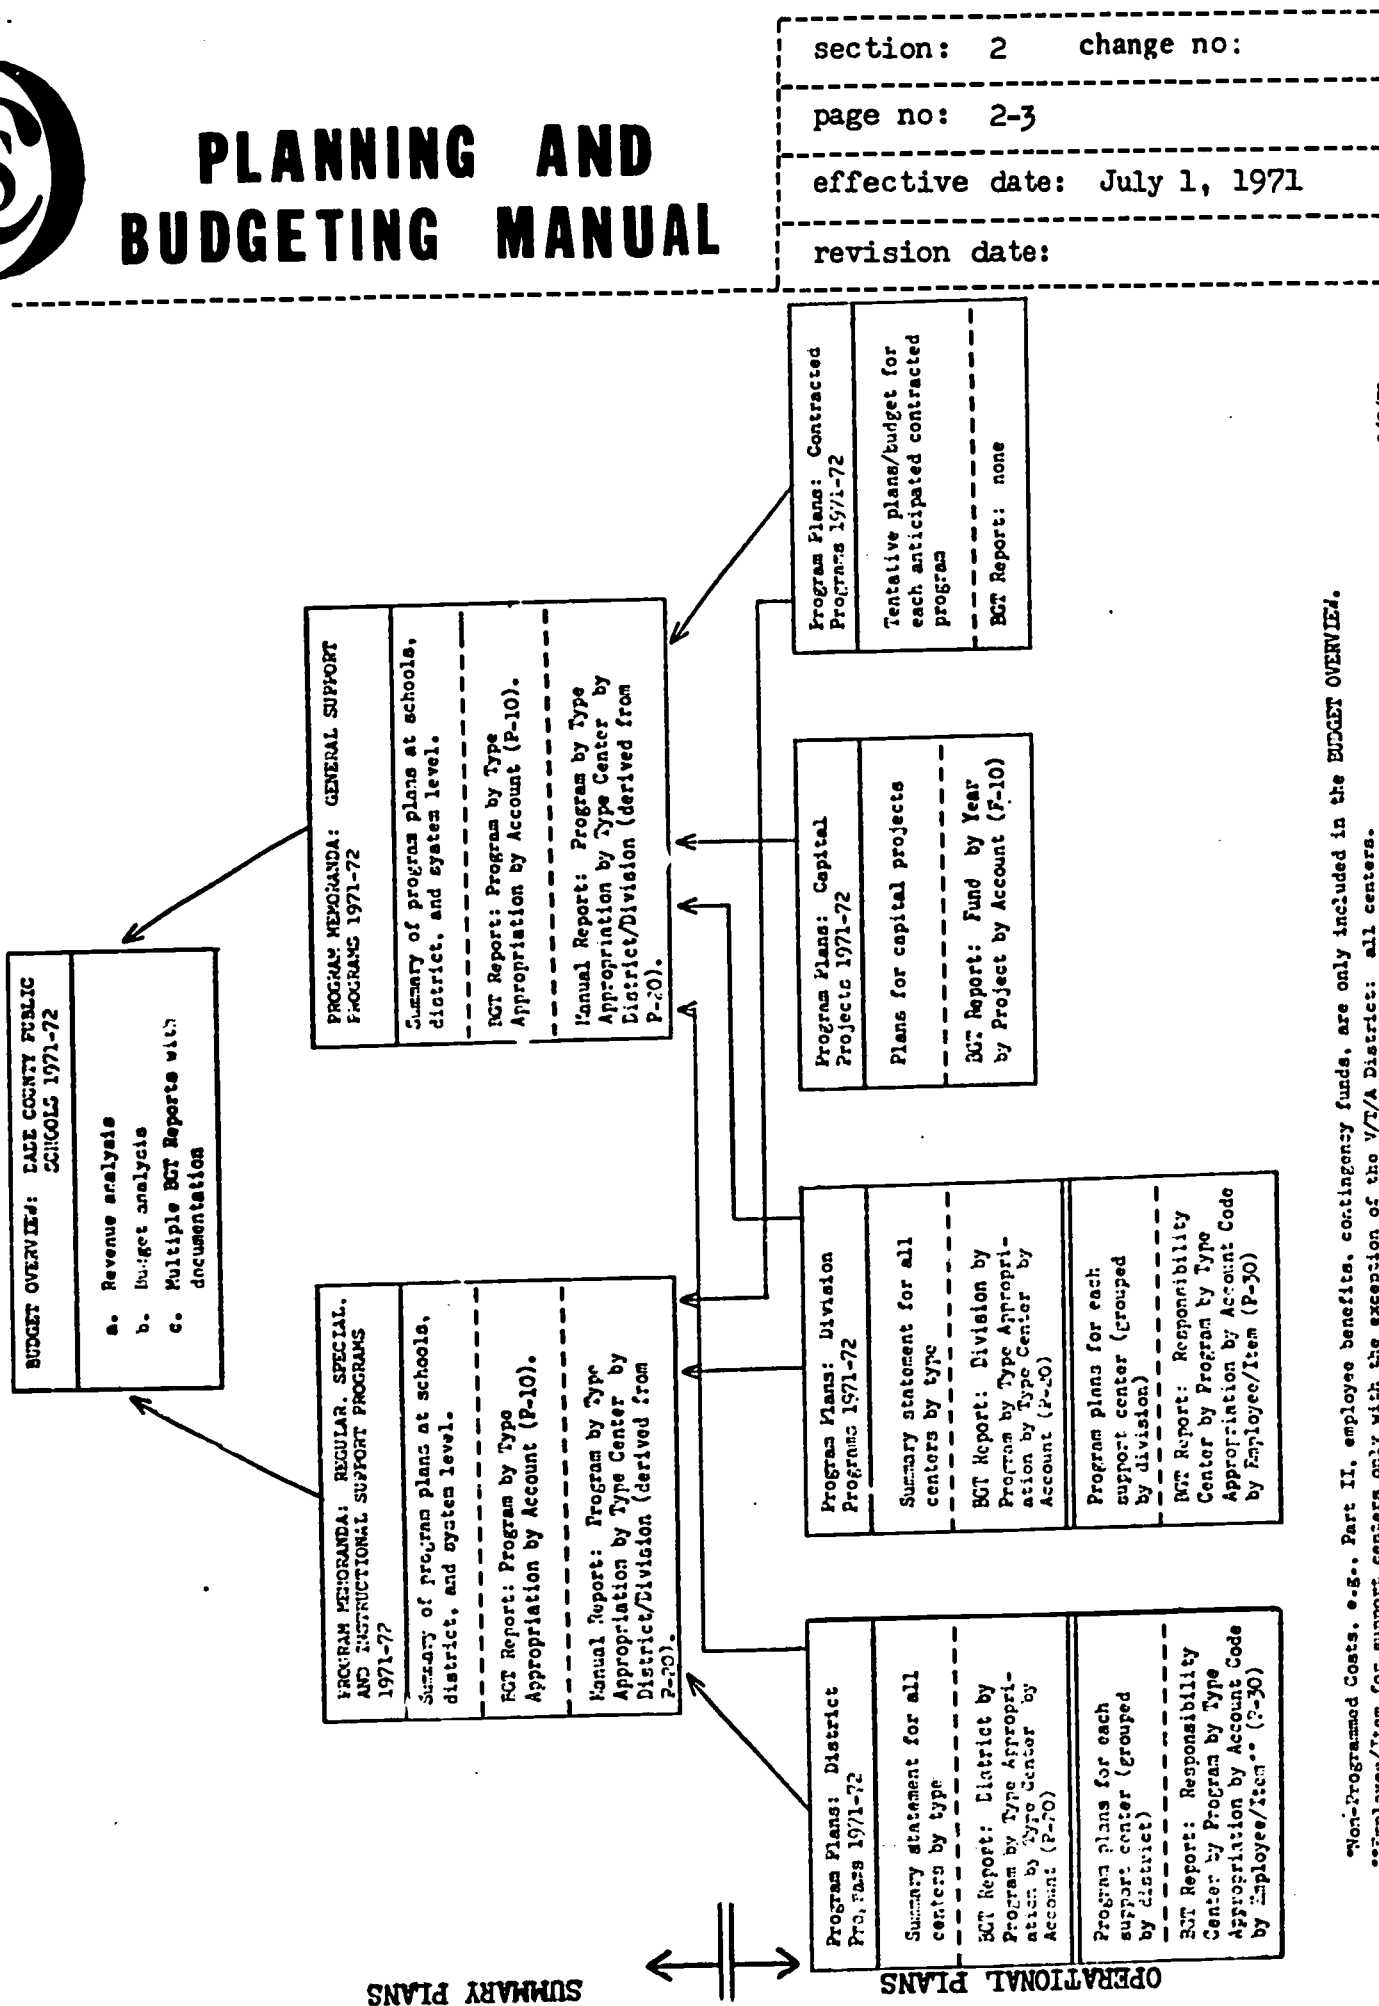 PLANNING AND
BUDGETING MANUAL
section: 2 change no:
page no: 2-3
effective date: July 1, 1971
revision date:
BUDGET OVERVIEW: DADE COUNTY PUBLIC
SCHOOLS 1971-72
a. Revenue analysis
b. Budget analysis
c. Multiple BGT Reports with
documentation
PROGRAM MEMORANDA: REGULAR, SPECIAL,
AND INSTRUCTIONAL SUPPORT PROGRAMS
1971-72
Summary of program plans at schools,
district, and system level.
BGT Report: Program by Type
Appropriation by Account (P-10).
Manual Report: Program by Type
Appropriation by Type Center by
District/Division (derived from
P-20).
PROGRAM MEMORANDA: GENERAL SUPPORT
PROGRAMS 1971-72
Summary of program plans at schools,
district, and system level.
BGT Report: Program by Type
Appropriation by Account (P-10).
Manual Report: Program by Type
Appropriation by Type Center by
District/Division (derived from
P-20).
SUMMARY PLANS
OPERATIONAL PLANS
Program Plans: District
Programs 1971-72
Summary statement for all
centers by type
BGT Report: District by
Program by Type Appropri-
ation by Type Center by
Account (P-20)
Program plans for each
support center (grouped
by district)
BGT Report: Responsibility
Center by Program by Type
Appropriation by Account Code
by Employee/Item** (P-30)
Program Plans: Division
Programs 1971-72
Summary statement for all
centers by type
BGT Report: Division by
Program by Type Appropri-
ation by Type Center by
Account (P-20)
Program plans for each
support center (grouped
by division)
BGT Report: Responsibility
Center by Program by Type
Appropriation by Account Code
by Employee/Item (P-30)
Program Plans: Capital
Projects 1971-72
Plans for capital projects
BGT Report: Fund by Year
by Project by Account (F-10)
Program Plans: Contracted
Programs 1971-72
Tentative plans/budget for
each anticipated contracted
program
BGT Report: none
*Non-Programmed Costs, e.g., Part II, employee benefits, contingency funds, are only included in the BUDGET OVERVIEW.
**Employee/Item for support centers only with the exception of the V/T/A District: all centers.